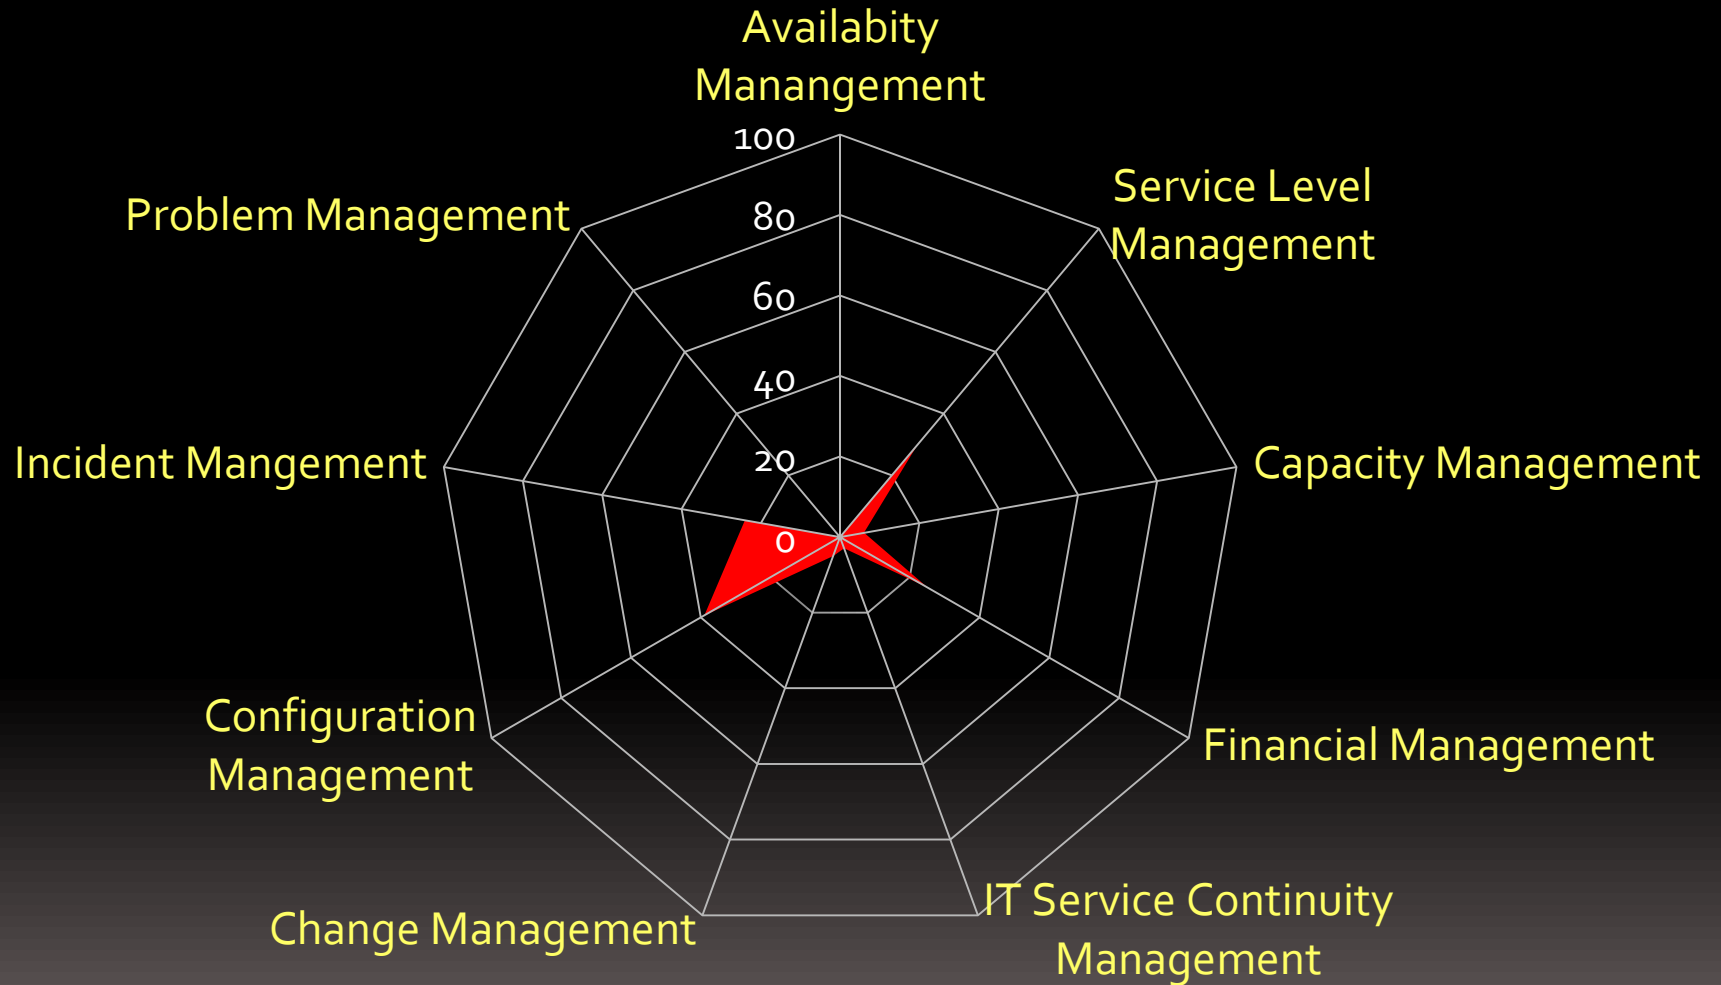 Availabity
Manangement
100
80
60
40
20
0
Service Level
Management
Capacity Management
Financial Management
IT Service Continuity
Management
Change Management
Configuration
Management
Incident Mangement
Problem Management